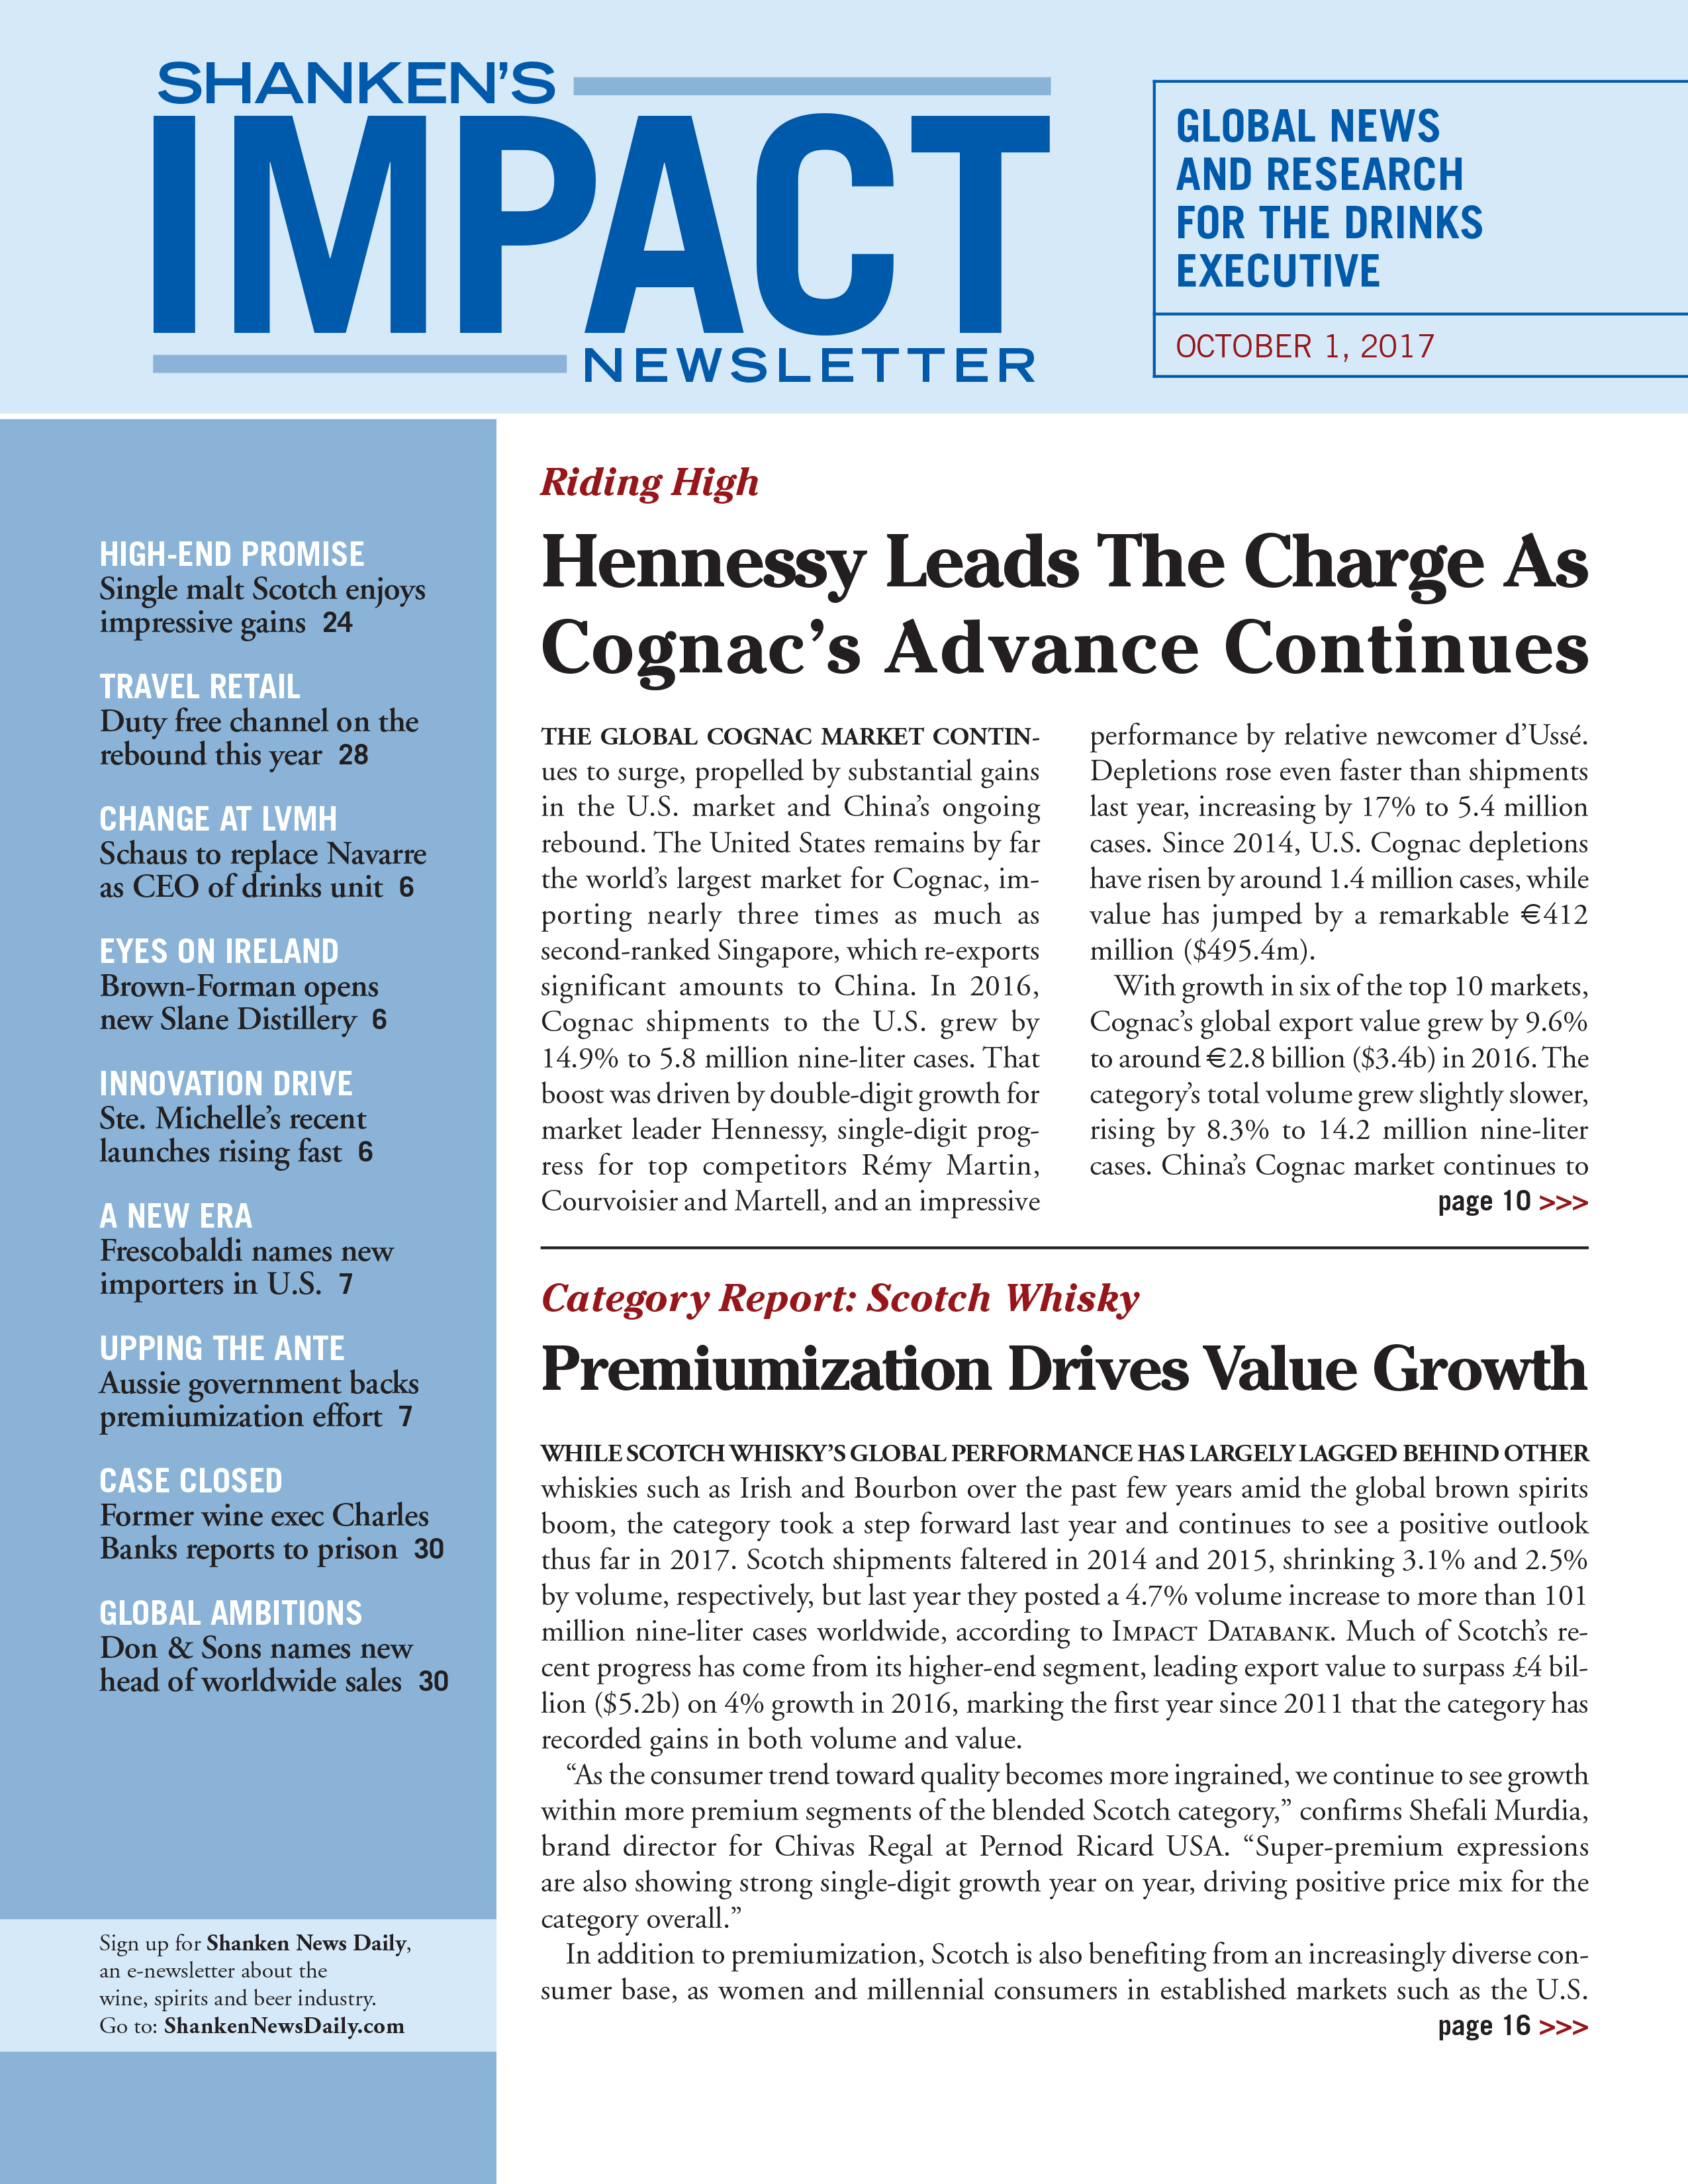 SHANKEN'S
IMPACT
NEWSLETTER
GLOBAL NEWS
AND RESEARCH
FOR THE DRINKS
EXECUTIVE
OCTOBER 1, 2017
HIGH-END PROMISE
Single malt Scotch enjoys
impressive gains 24
TRAVEL RETAIL
Duty free channel on the
rebound this year 28
CHANGE AT LVMH
Schaus to replace Navarre
as CEO of drinks unit 6
EYES ON IRELAND
Brown-Forman opens
new Slane Distillery 6
INNOVATION DRIVE
Ste. Michelle's recent
launches rising fast 6
A NEW ERA
Frescobaldi names new
importers in U.S. 7
UPPING THE ANTE
Aussie government backs
premiumization effort 7
CASE CLOSED
Former wine exec Charles
Banks reports to prison 30
GLOBAL AMBITIONS
Don & Sons names new
head of worldwide sales 30
Sign up for Shanken News Daily,
an e-newsletter about the
wine, spirits and beer industry.
Go to: ShankenNewsDaily.com
Riding High
Hennessy Leads The Charge As
Cognac's Advance Continues
THE GLOBAL COGNAC MARKET CONTIN-
ues to surge, propelled by substantial gains
in the U.S. market and China's ongoing
rebound. The United States remains by far
the world's largest market for Cognac, im-
porting nearly three times as much as
second-ranked Singapore, which re-exports
significant amounts to China. In 2016,
Cognac shipments to the U.S. grew by
14.9% to 5.8 million nine-liter cases. That
boost was driven by double-digit growth for
market leader Hennessy, single-digit prog-
ress for top competitors Rémy Martin,
Courvoisier and Martell, and an impressive
performance by relative newcomer d'Ussé.
Depletions rose even faster than shipments
last year, increasing by 17% to 5.4 million
cases. Since 2014, U.S. Cognac depletions
have risen by around 1.4 million cases, while
value has jumped by a remarkable €412
million ($495.4m).
With growth in six of the top 10 markets,
Cognac's global export value grew by 9.6%
to around €2.8 billion ($3.4b) in 2016. The
category's total volume grew slightly slower,
rising by 8.3% to 14.2 million nine-liter
cases. China's Cognac market continues to
page 10 >>>
Category Report: Scotch Whisky
Premiumization Drives Value Growth
WHILE SCOTCH WHISKY'S GLOBAL PERFORMANCE HAS LARGELY LAGGED BEHIND OTHER
whiskies such as Irish and Bourbon over the past few years amid the global brown spirits
boom, the category took a step forward last year and continues to see a positive outlook
thus far in 2017. Scotch shipments faltered in 2014 and 2015, shrinking 3.1% and 2.5%
by volume, respectively, but last year they posted a 4.7% volume increase to more than 101
million nine-liter cases worldwide, according to IMPACT DATABANK. Much of Scotch's re-
cent progress has come from its higher-end segment, leading export value to surpass £4 bil-
lion ($5.2b) on 4% growth in 2016, marking the first year since 2011 that the category has
recorded gains in both volume and value.
"As the consumer trend toward quality becomes more ingrained, we continue to see growth
within more premium segments of the blended Scotch category," confirms Shefali Murdia,
brand director for Chivas Regal at Pernod Ricard USA. "Super-premium expressions
are also showing strong single-digit growth year on year, driving positive price mix for the
category overall."
In addition to premiumization, Scotch is also benefiting from an increasingly diverse con-
sumer base, as women and millennial consumers in established markets such as the U.S.
page 16 >>>